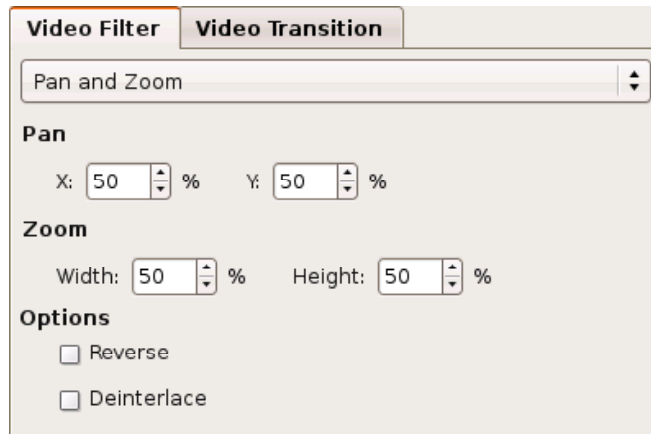 Video Filter Video Transition
Pan and Zoom
Pan
X: 50 % Y: 50 %
Zoom
Width: 50 % Height: 50 %
Options
Reverse
Deinterlace